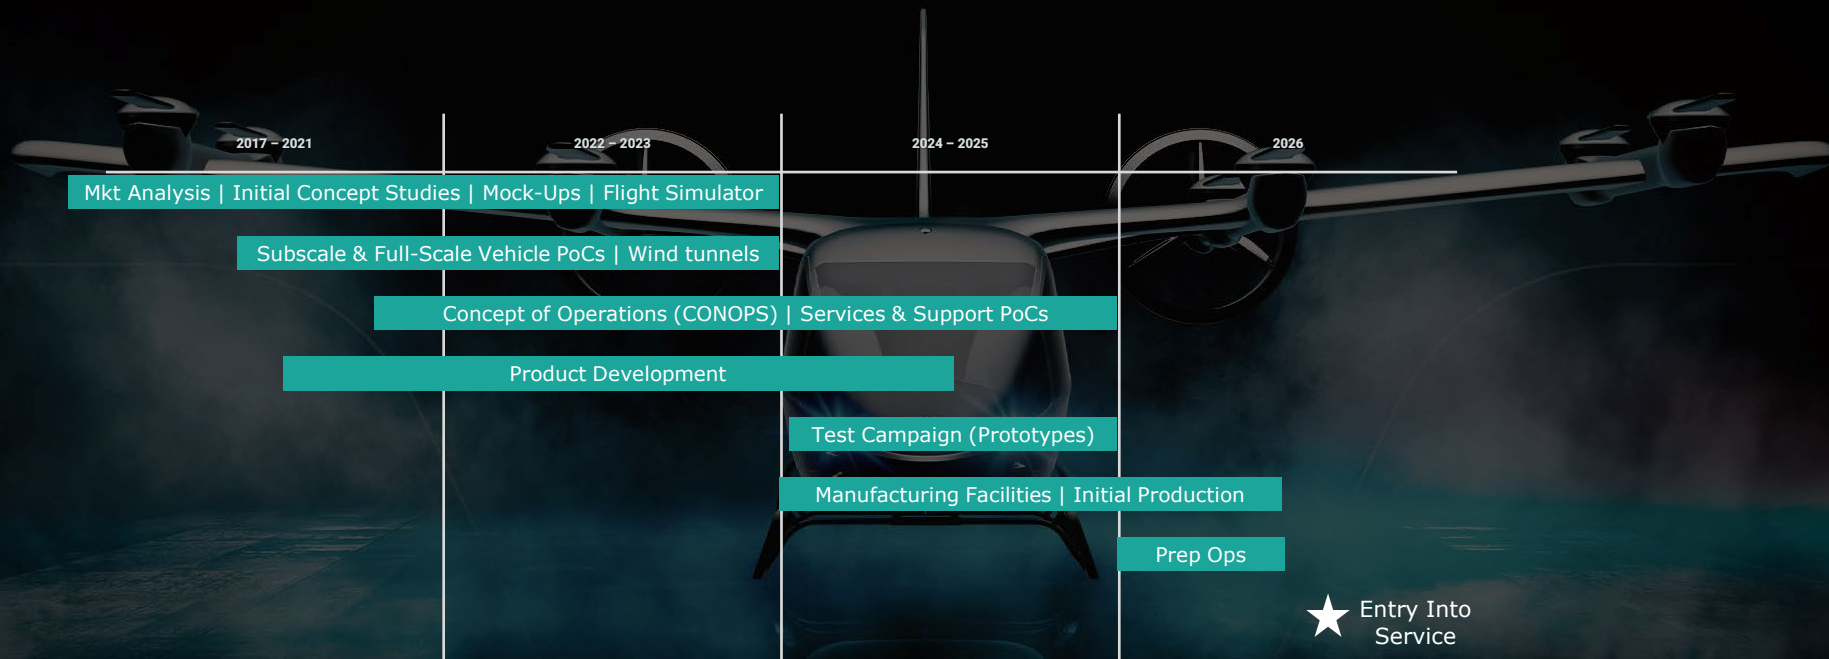 2017 – 2021
2022 – 2023
2024 – 2025
2026
Mkt Analysis | Initial Concept Studies | Mock-Ups | Flight Simulator
Subscale & Full-Scale Vehicle PoCs | Wind tunnels
Concept of Operations (CONOPS) | Services & Support PoCs
Product Development
Test Campaign (Prototypes)
Manufacturing Facilities | Initial Production
Prep Ops
Entry Into
Service